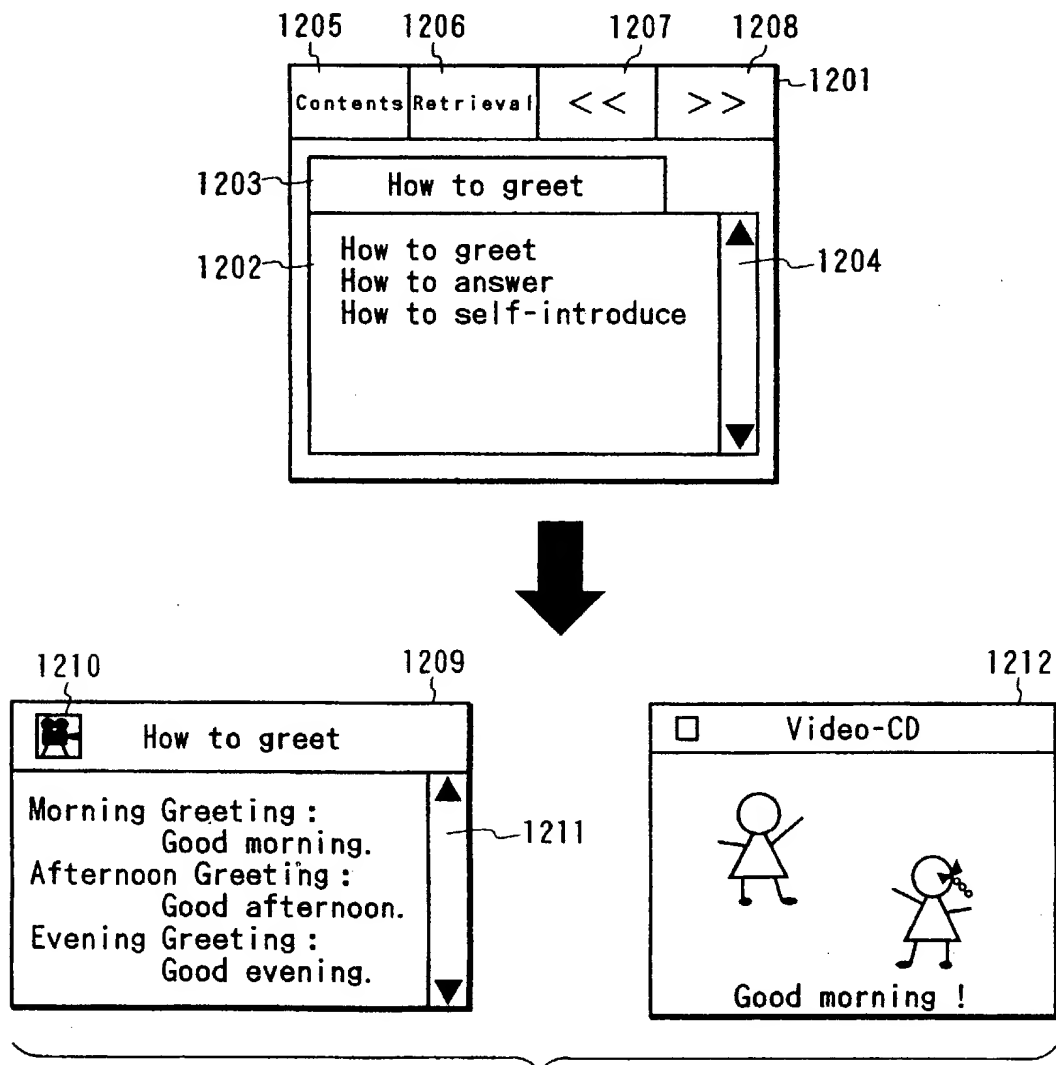 1205 1206 1207 1208
1201
Contents Retrieval << >>
1203 How to greet
How to greet
1202 How to answer 1204
How to self-introduce
1210 1209 1212
How to greet
Video-CD
Morning Greeting :
Good morning. 1211
Afternoon Greeting :
Good afternoon.
Evening Greeting :
Good evening.
Good morning !